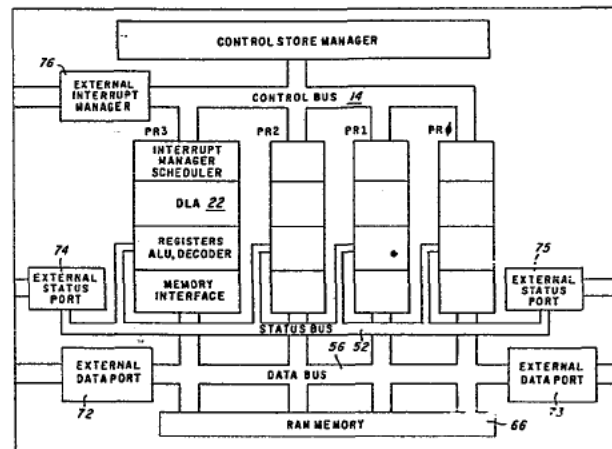 CONTROL STORE MANAGER
76
EXTERNAL
INTERRUPT
MANAGER
CONTROL BUS 14
PR3
PR2
PR1
PRϕ
INTERRUPT
MANAGER
SCHEDULER
DLA 22
REGISTERS
ALU, DECODER
MEMORY
INTERFACE
74
EXTERNAL
STATUS
PORT
75
EXTERNAL
STATUS
PORT
STATUS BUS
52
56
DATA BUS
EXTERNAL
DATA PORT
72
EXTERNAL
DATA PORT
73
RAM MEMORY
66